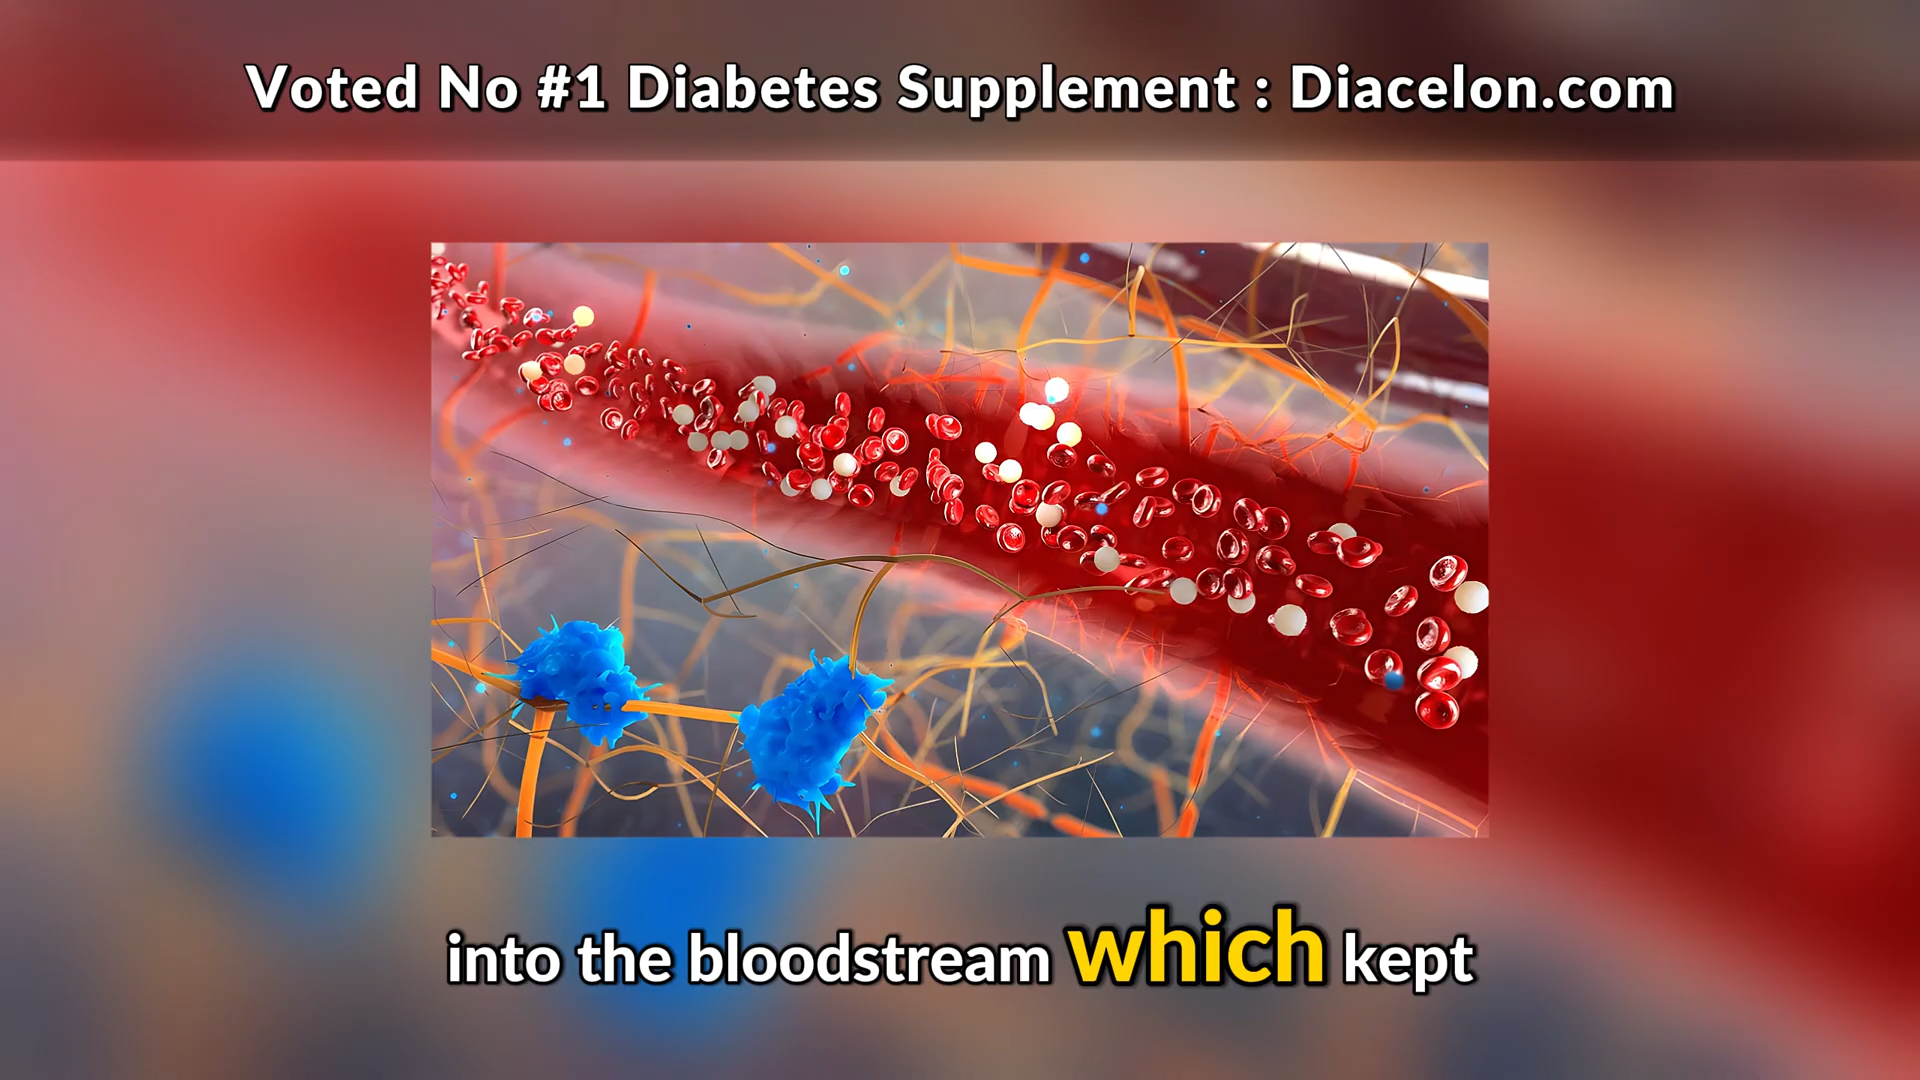 Voted No #1 Diabetes Supplement : Diacelon.com
into the bloodstream which kept